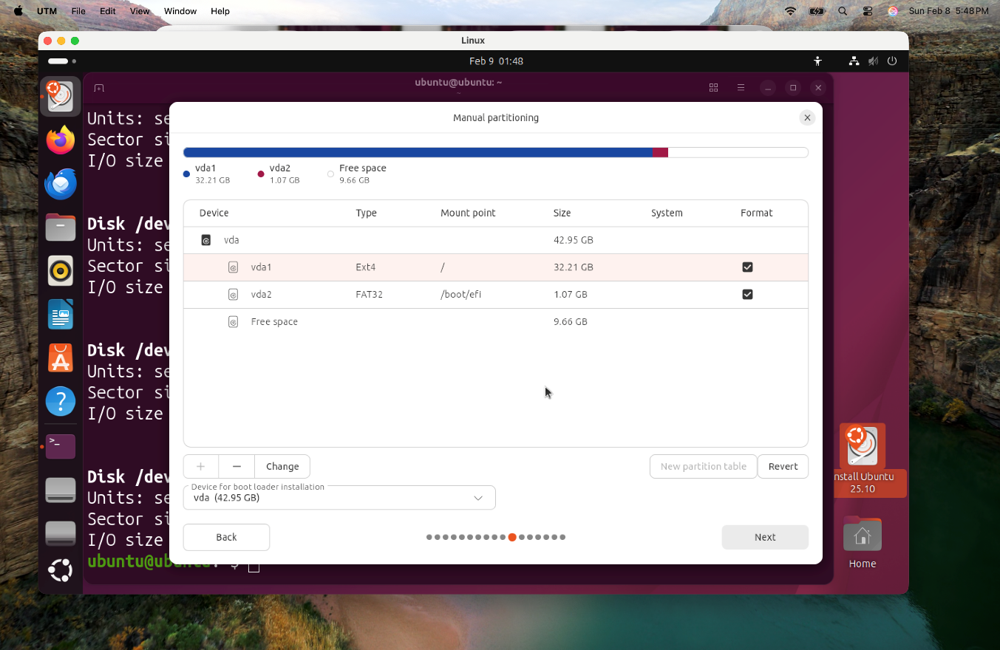 UTM File Edit View Window Help Sun Feb 8 5:48 PM
Linux
Feb 9 01:48
ubuntu@ubuntu: ~
Units: se
Sector si
I/O size
Disk /dev
Units: se
Sector si
I/O size
Disk /dev
Units: se
Sector si
I/O size
Disk /dev
Units: se
Sector si
I/O size
ubuntu@ubuntu:~$
Manual partitioning
vda1 vda2 Free space
32.21 GB 1.07 GB 9.66 GB
Device Type Mount point Size System Format
vda 42.95 GB
vda1 Ext4 / 32.21 GB
vda2 FAT32 /boot/efi 1.07 GB
Free space 9.66 GB
+ − Change New partition table Revert
Device for boot loader installation
vda (42.95 GB)
Back Next
nstall Ubuntu
25.10
Home